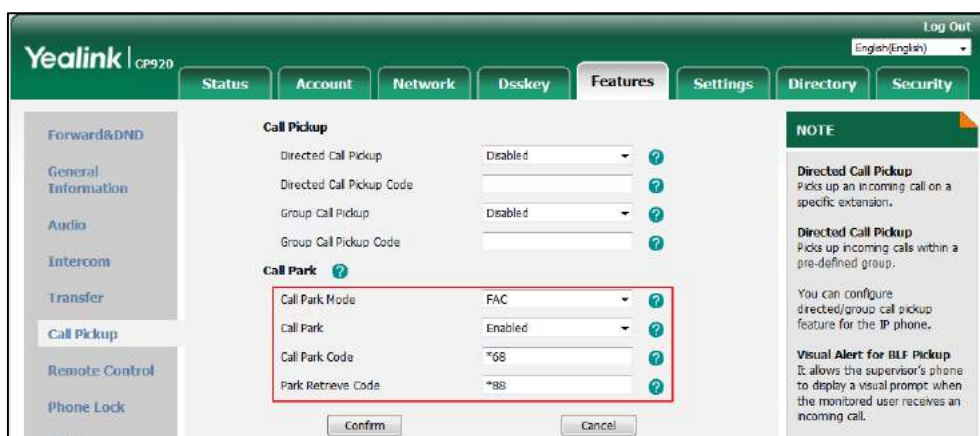 Log Out
Yealink CP920
English(English)
Status Account Network Dsskey Features Settings Directory Security
Forward&DND
General
Information
Audio
Intercom
Transfer
Call Pickup
Remote Control
Phone Lock
Call Pickup
Directed Call Pickup Disabled
Directed Call Pickup Code
Group Call Pickup Disabled
Group Call Pickup Code
Call Park
Call Park Mode FAC
Call Park Enabled
Call Park Code *68
Park Retrieve Code *88
Confirm Cancel
NOTE
Directed Call Pickup
Picks up an incoming call on a
specific extension.
Directed Call Pickup
Picks up incoming calls within a
pre-defined group.
You can configure
directed/group call pickup
feature for the IP phone.
Visual Alert for BLF Pickup
It allows the supervisor's phone
to display a visual prompt when
the monitored user receives an
incoming call.